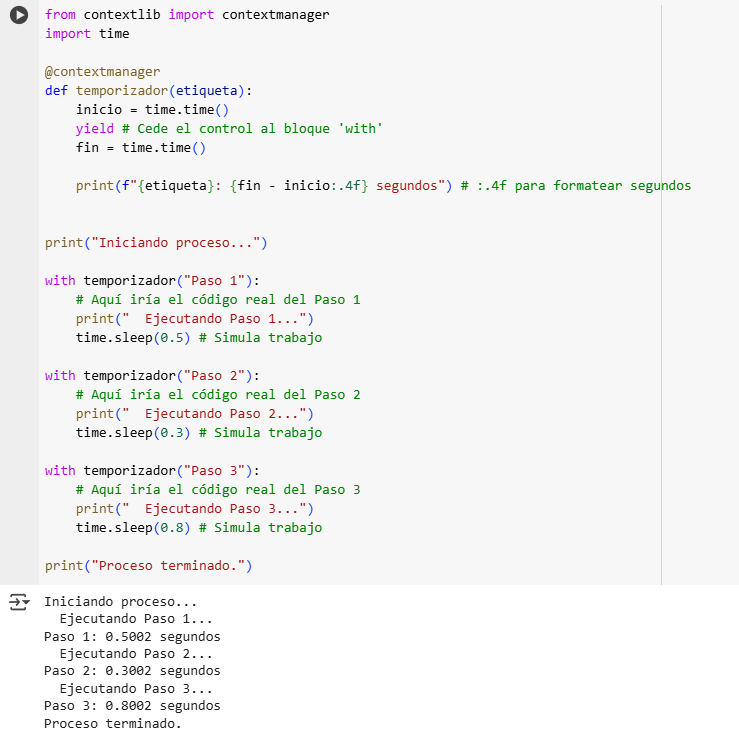 from contextlib import contextmanager
import time

@contextmanager
def temporizador(etiqueta):
    inicio = time.time()
    yield # Cede el control al bloque 'with'
    fin = time.time()

    print(f"{etiqueta}: {fin - inicio:.4f} segundos") # :.4f para formatear segundos


print("Iniciando proceso...")

with temporizador("Paso 1"):
    # Aquí iría el código real del Paso 1
    print("  Ejecutando Paso 1...")
    time.sleep(0.5) # Simula trabajo

with temporizador("Paso 2"):
    # Aquí iría el código real del Paso 2
    print("  Ejecutando Paso 2...")
    time.sleep(0.3) # Simula trabajo

with temporizador("Paso 3"):
    # Aquí iría el código real del Paso 3
    print("  Ejecutando Paso 3...")
    time.sleep(0.8) # Simula trabajo

print("Proceso terminado.")
Iniciando proceso...
  Ejecutando Paso 1...
Paso 1: 0.5002 segundos
  Ejecutando Paso 2...
Paso 2: 0.3002 segundos
  Ejecutando Paso 3...
Paso 3: 0.8002 segundos
Proceso terminado.